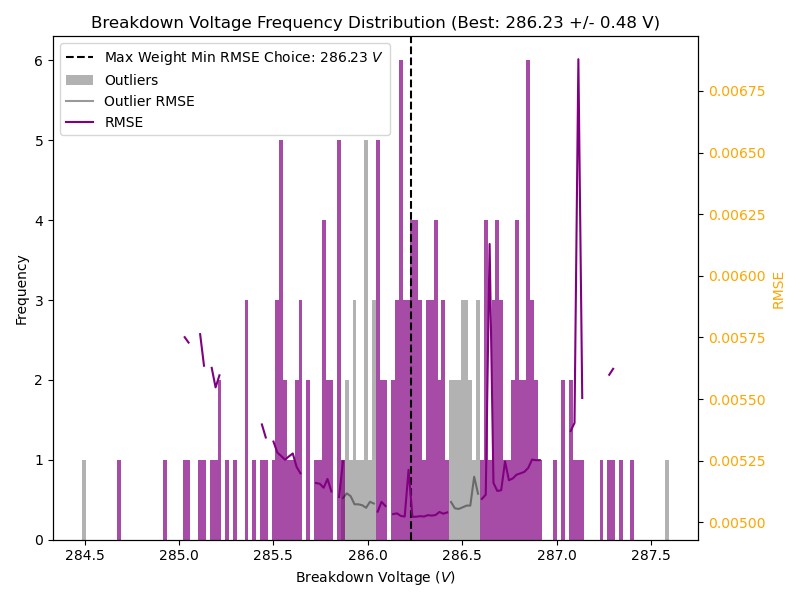 Breakdown Voltage Frequency Distribution (Best: 286.23 +/- 0.48 V)
Max Weight Min RMSE Choice: 286.23 V
Outliers
Outlier RMSE
RMSE
6
5
4
3
2
1
0
Frequency
0.00675
0.00650
0.00625
0.00600
0.00575
0.00550
0.00525
0.00500
RMSE
284.5 285.0 285.5 286.0 286.5 287.0 287.5
Breakdown Voltage (V)